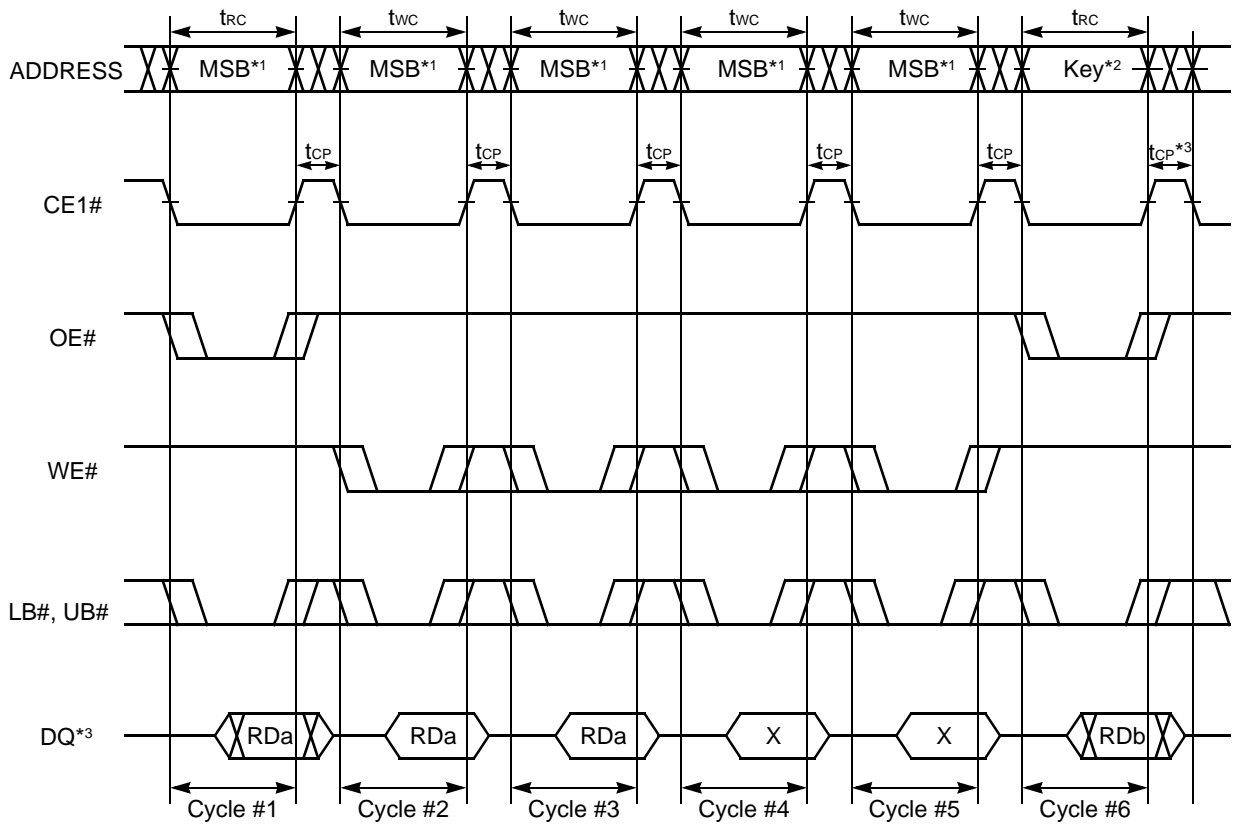 tRC tWC tWC tWC tWC tRC
ADDRESS MSB*1 MSB*1 MSB*1 MSB*1 MSB*1 Key*2
tCP tCP tCP tCP tCP tCP*3
CE1#
OE#
WE#
LB#, UB#
DQ*3 RDa RDa RDa X X RDb
Cycle #1 Cycle #2 Cycle #3 Cycle #4 Cycle #5 Cycle #6